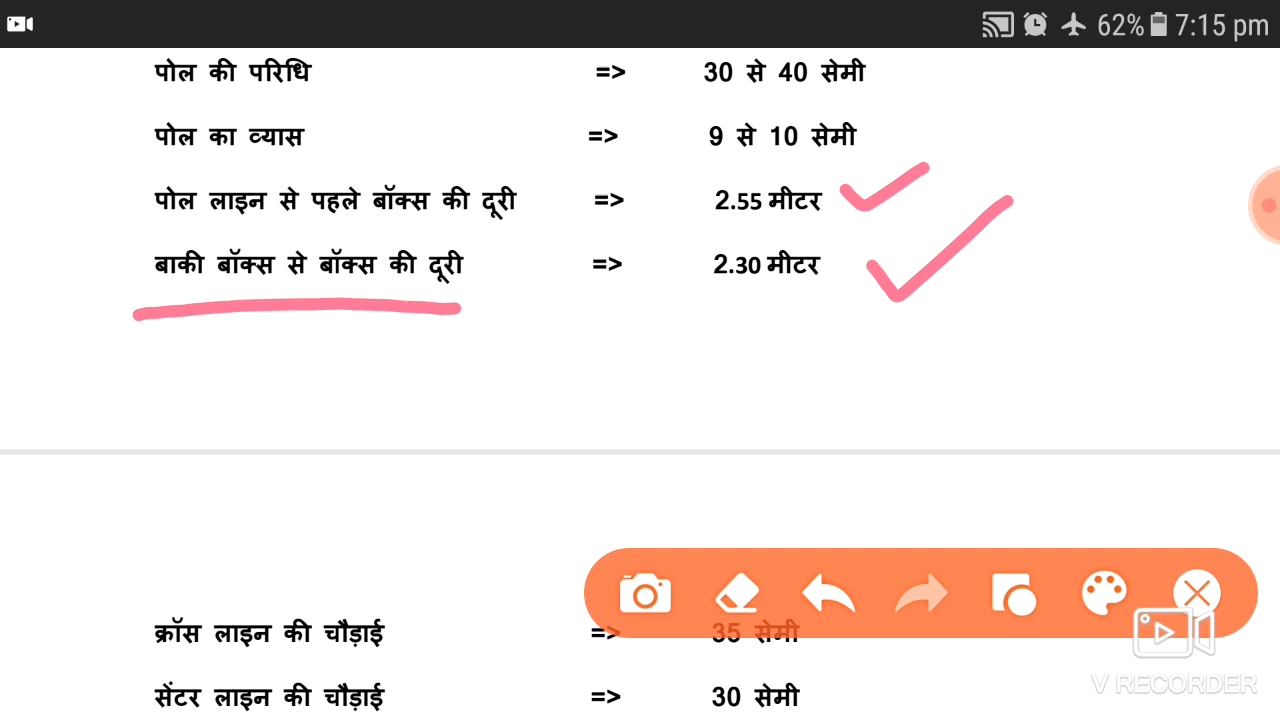 62% 7:15 pm
पोल की परिधि => 30 से 40 सेमी
पोल का व्यास => 9 से 10 सेमी
पोल लाइन से पहले बॉक्स की दूरी => 2.55 मीटर
बाकी बॉक्स से बॉक्स की दूरी => 2.30 मीटर
क्रॉस लाइन की चौड़ाई => 35 सेमी
सेंटर लाइन की चौड़ाई => 30 सेमी
V RECORDER